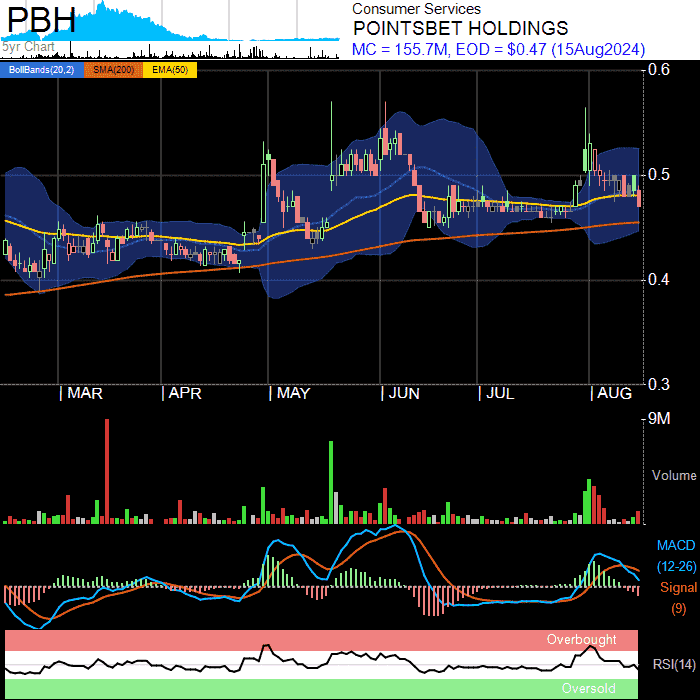 PBH
5yr Chart
Consumer Services
POINTSBET HOLDINGS
MC = 155.7M, EOD = $0.47 (15Aug2024)
BollBands(20,2) SMA(200) EMA(50)
0.6
0.5
0.4
0.3
MAR APR MAY JUN JUL AUG
9M
Volume
MACD
(12-26)
Signal
(9)
Overbought
RSI(14)
Oversold